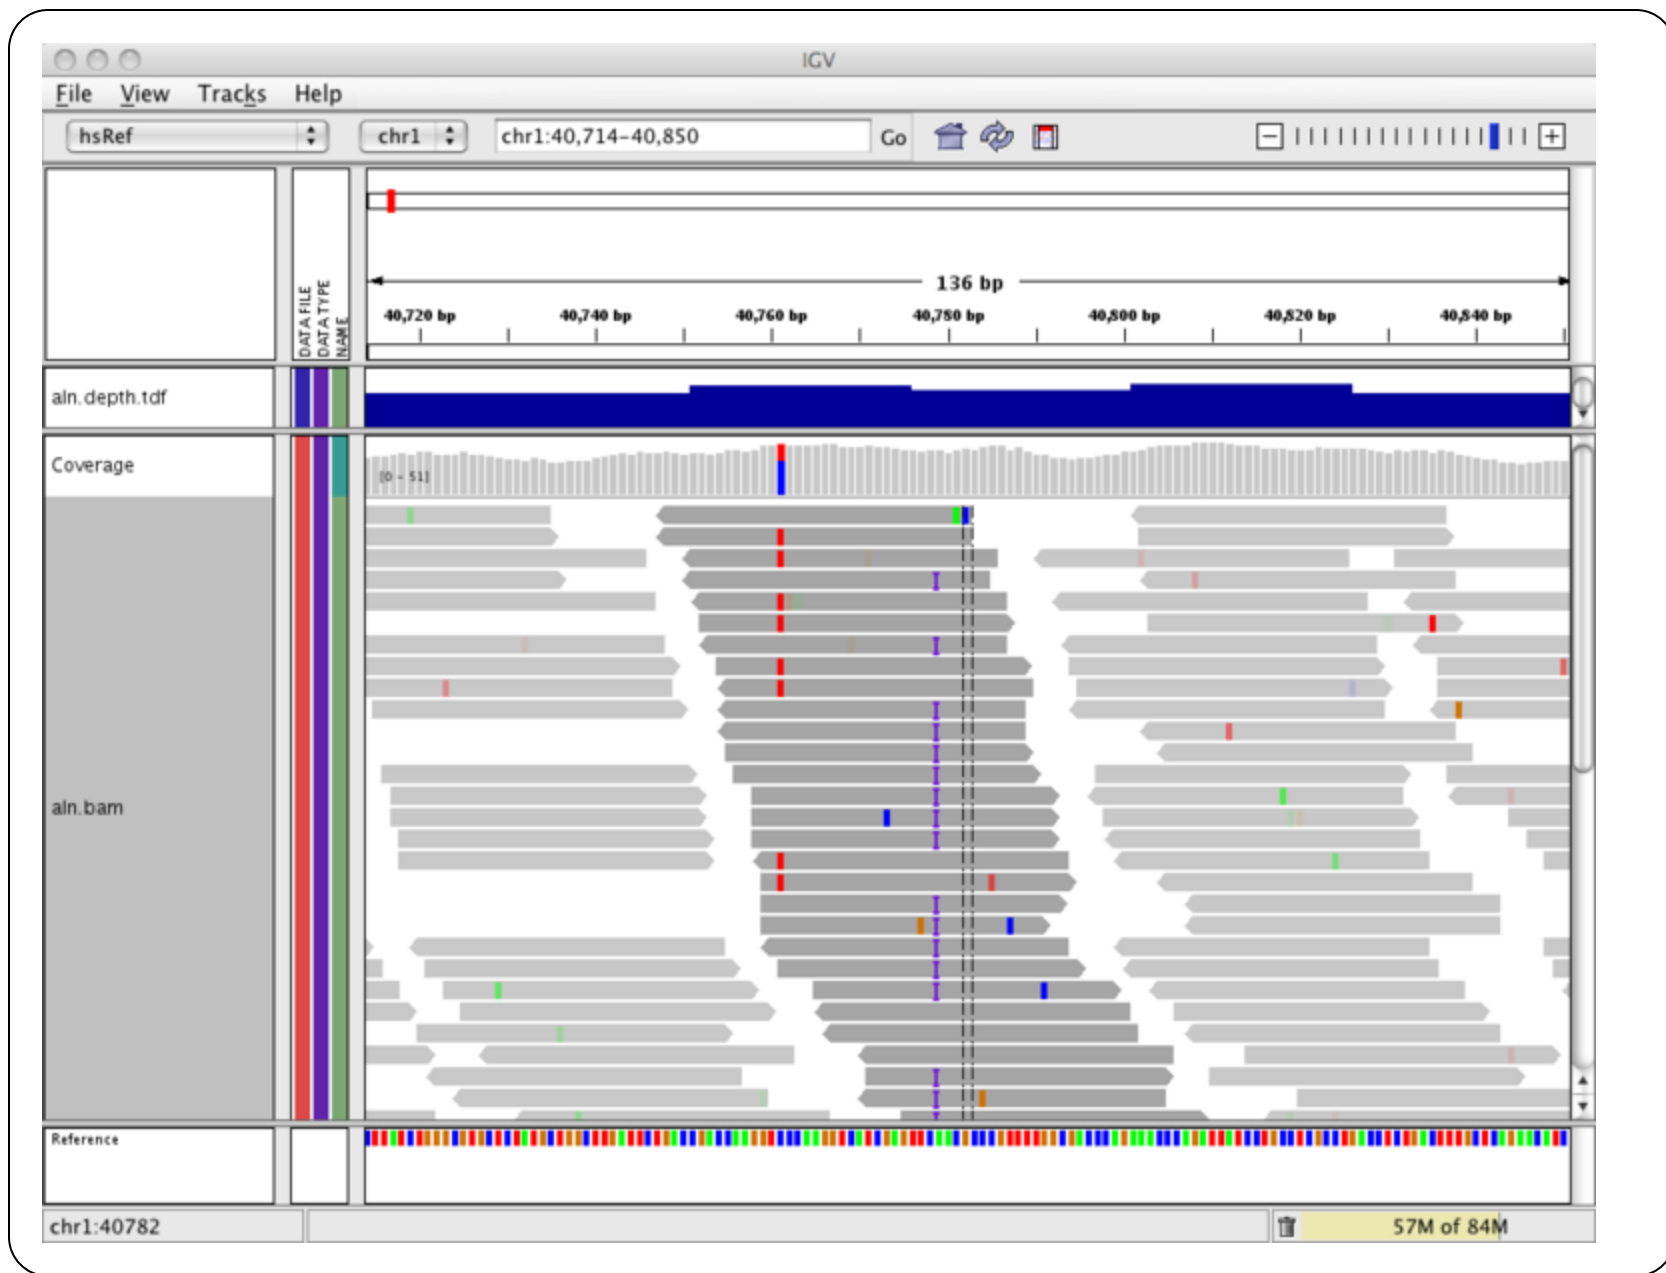 IGV
File View Tracks Help
hsRef chr1 chr1:40,714-40,850 Go
DATA FILE
DATA TYPE
NAME
136 bp
40,720 bp 40,740 bp 40,760 bp 40,780 bp 40,800 bp 40,820 bp 40,840 bp
aln.depth.tdf
Coverage
[0 - 51]
aln.bam
Reference
chr1:40782 57M of 84M